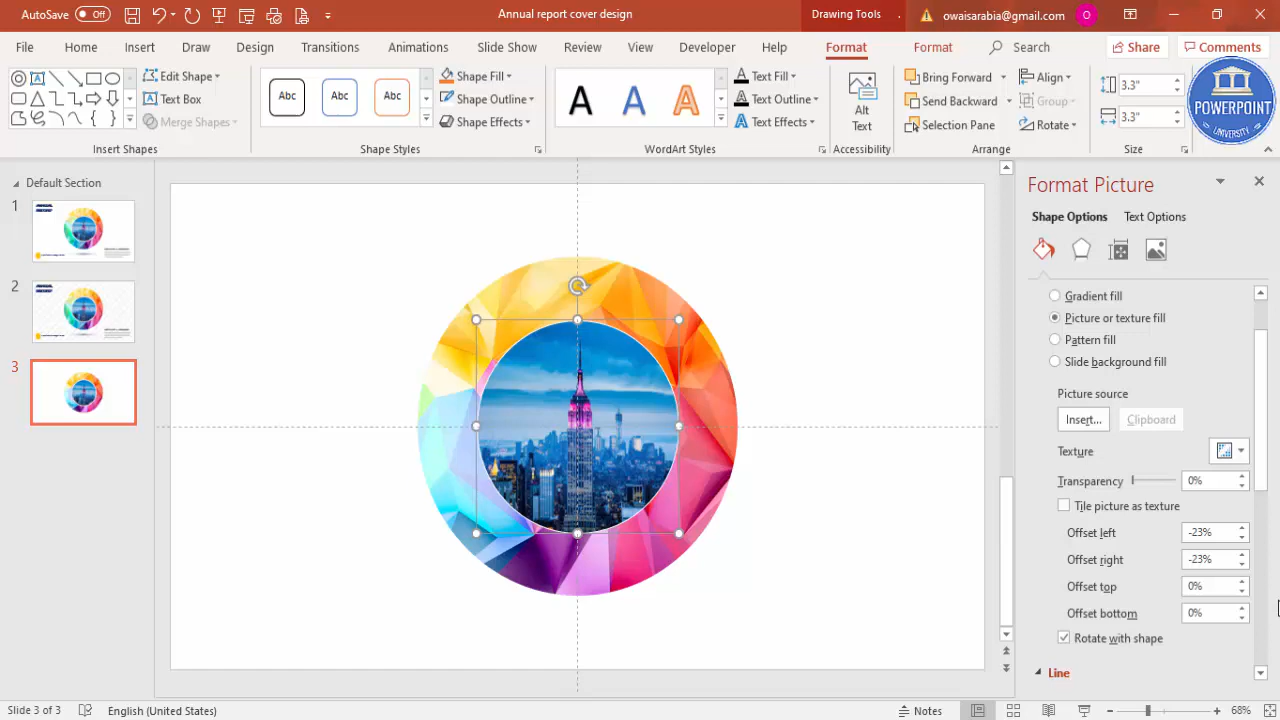 AutoSave Off
Annual report cover design
Drawing Tools
owaisarabia@gmail.com
O
File Home Insert Draw Design Transitions Animations Slide Show Review View Developer Help Format Format Search Share Comments
Edit Shape
Text Box
Merge Shapes
Insert Shapes
Abc Abc Abc
Shape Fill
Shape Outline
Shape Effects
Shape Styles
A A A
Text Fill
Text Outline
Text Effects
WordArt Styles
Alt
Text
Accessibility
Bring Forward
Send Backward
Selection Pane
Align
Group
Rotate
Arrange
3.3"
3.3"
Size
POWERPOINT
UNIVERSITY
Default Section
1
2
3
Format Picture
Shape Options Text Options
Gradient fill
Picture or texture fill
Pattern fill
Slide background fill
Picture source
Insert... Clipboard
Texture
Transparency 0%
Tile picture as texture
Offset left -23%
Offset right -23%
Offset top 0%
Offset bottom 0%
Rotate with shape
Line
Slide 3 of 3 English (United States) Notes 68%